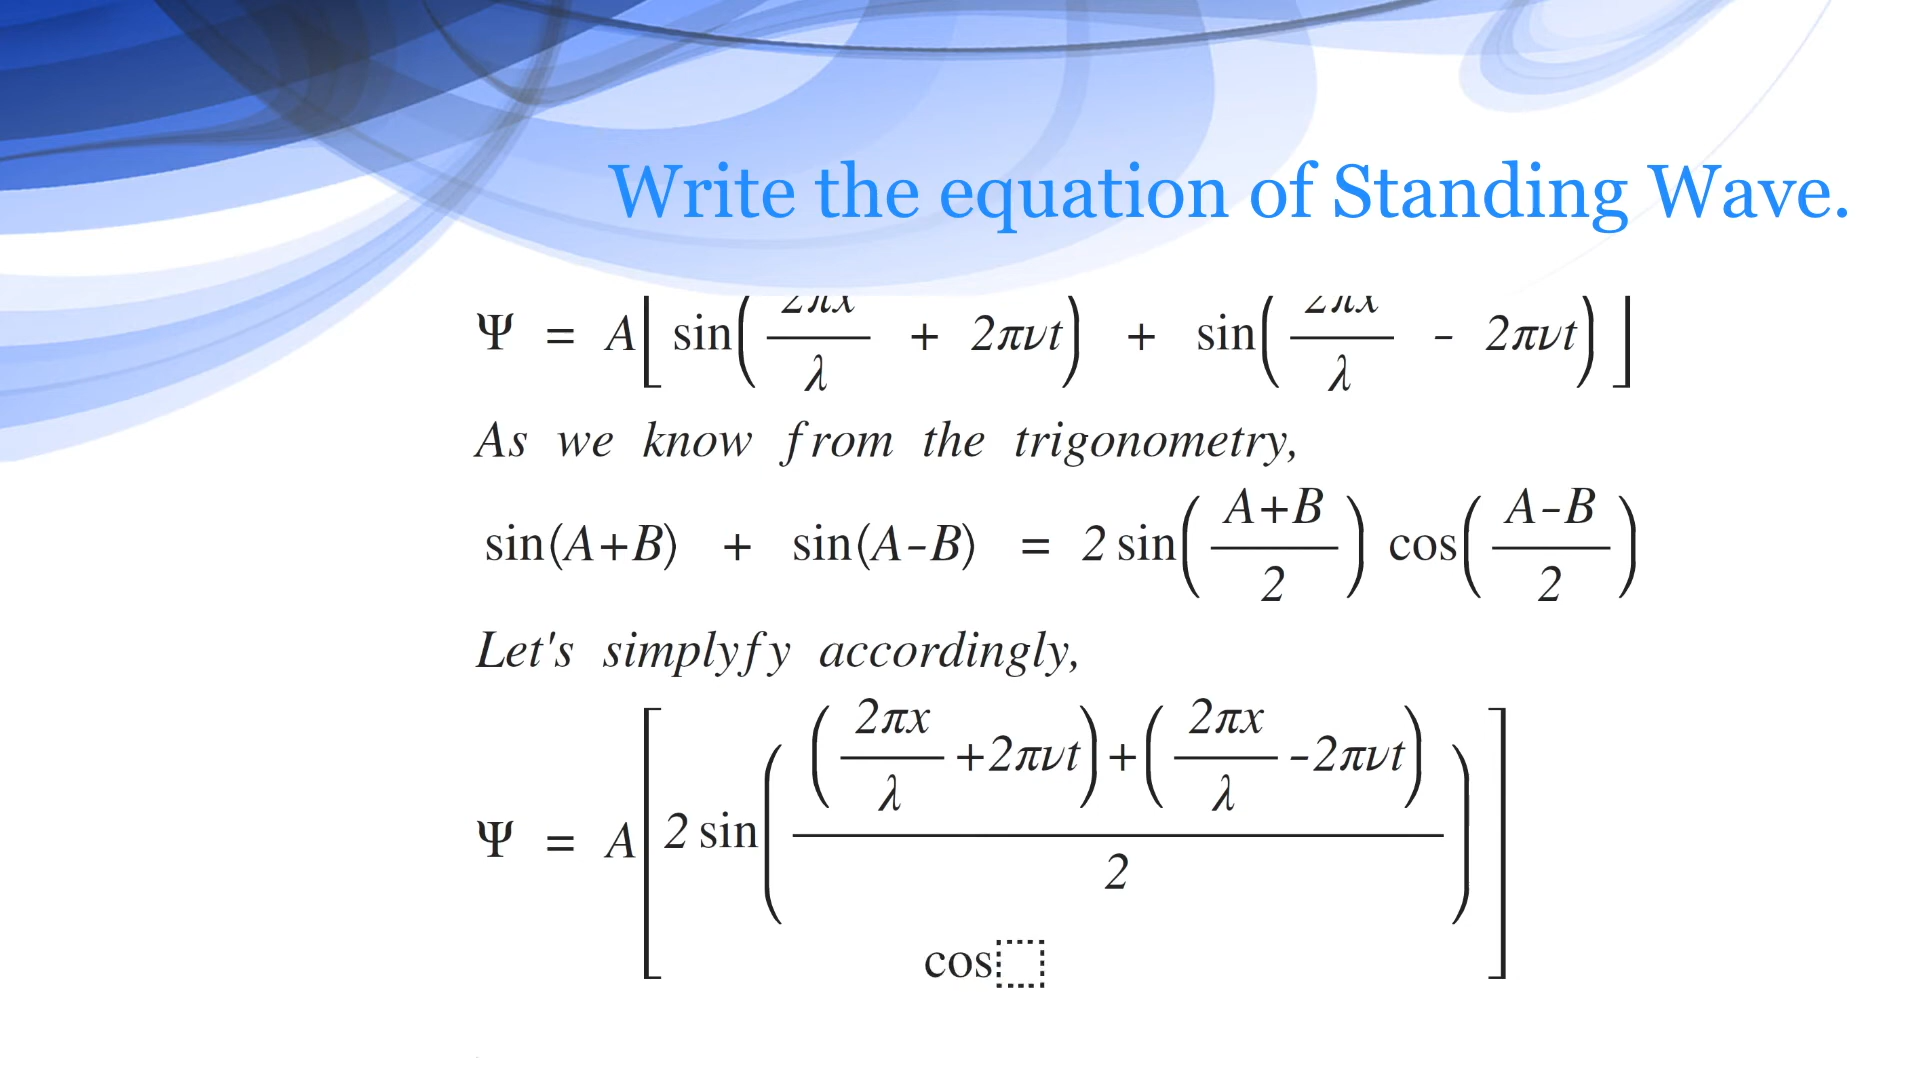 Write the equation of Standing Wave.
Ψ = A[ sin( 2πx/λ + 2πνt ) + sin( 2πx/λ - 2πνt ) ]
As we know from the trigonometry,
sin(A+B) + sin(A-B) = 2 sin( A+B/2 ) cos( A-B/2 )
Let's simplyfy accordingly,
Ψ = A[ 2 sin( (2πx/λ +2πνt)+(2πx/λ -2πνt)/2 )
cos ]